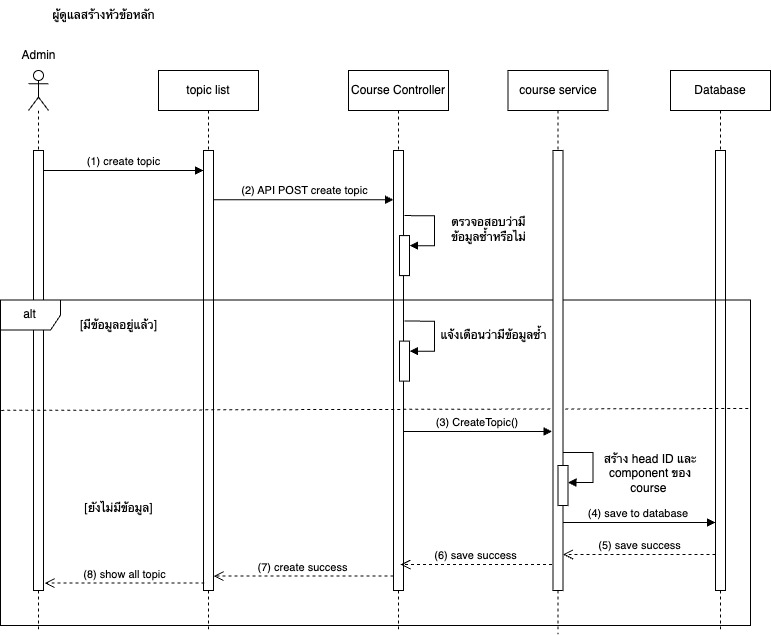 ผู้ดูแลสร้างหัวข้อหลัก
Admin
topic list
Course Controller
course service
Database
(1) create topic
(2) API POST create topic
ตรวจอสอบว่ามี
ข้อมูลซ้ำหรือไม่
alt
[มีข้อมูลอยู่แล้ว]
แจ้งเตือนว่ามีข้อมูลซ้ำ
(3) CreateTopic()
สร้าง head ID และ
component ของ
course
[ยังไม่มีข้อมูล]
(4) save to database
(5) save success
(6) save success
(7) create success
(8) show all topic